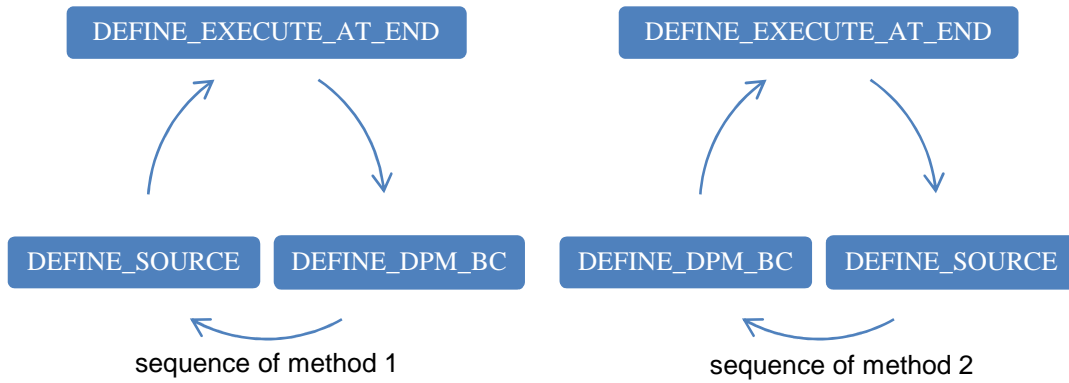 DEFINE_EXECUTE_AT_END
DEFINE_SOURCE
DEFINE_DPM_BC
sequence of method 1
DEFINE_EXECUTE_AT_END
DEFINE_DPM_BC
DEFINE_SOURCE
sequence of method 2